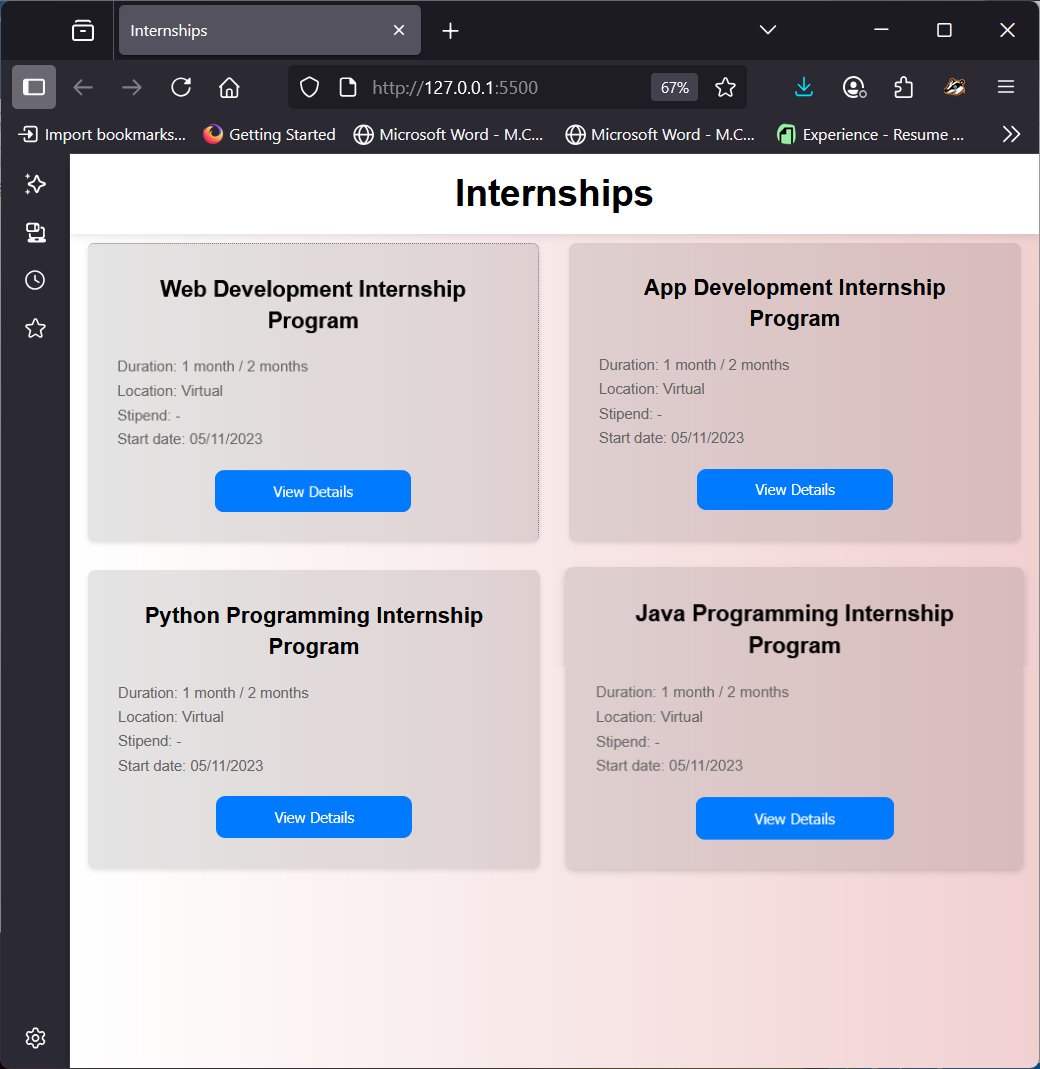 Internships
http://127.0.0.1:5500
67%
Import bookmarks...
Getting Started
Microsoft Word - M.C...
Microsoft Word - M.C...
Experience - Resume ...
Internships
Web Development Internship
Program
Duration: 1 month / 2 months
Location: Virtual
Stipend: -
Start date: 05/11/2023
View Details
App Development Internship
Program
Duration: 1 month / 2 months
Location: Virtual
Stipend: -
Start date: 05/11/2023
View Details
Python Programming Internship
Program
Duration: 1 month / 2 months
Location: Virtual
Stipend: -
Start date: 05/11/2023
View Details
Java Programming Internship
Program
Duration: 1 month / 2 months
Location: Virtual
Stipend: -
Start date: 05/11/2023
View Details